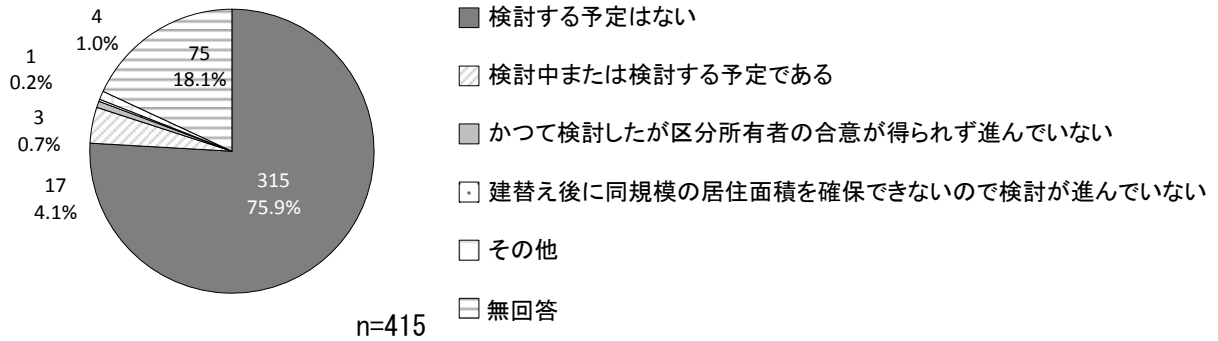 4
1.0%
1
0.2%
3
0.7%
17
4.1%
75
18.1%
315
75.9%
n=415
検討する予定はない
検討中または検討する予定である
かつて検討したが区分所有者の合意が得られず進んでいない
建替え後に同規模の居住面積を確保できないので検討が進んでいない
その他
無回答